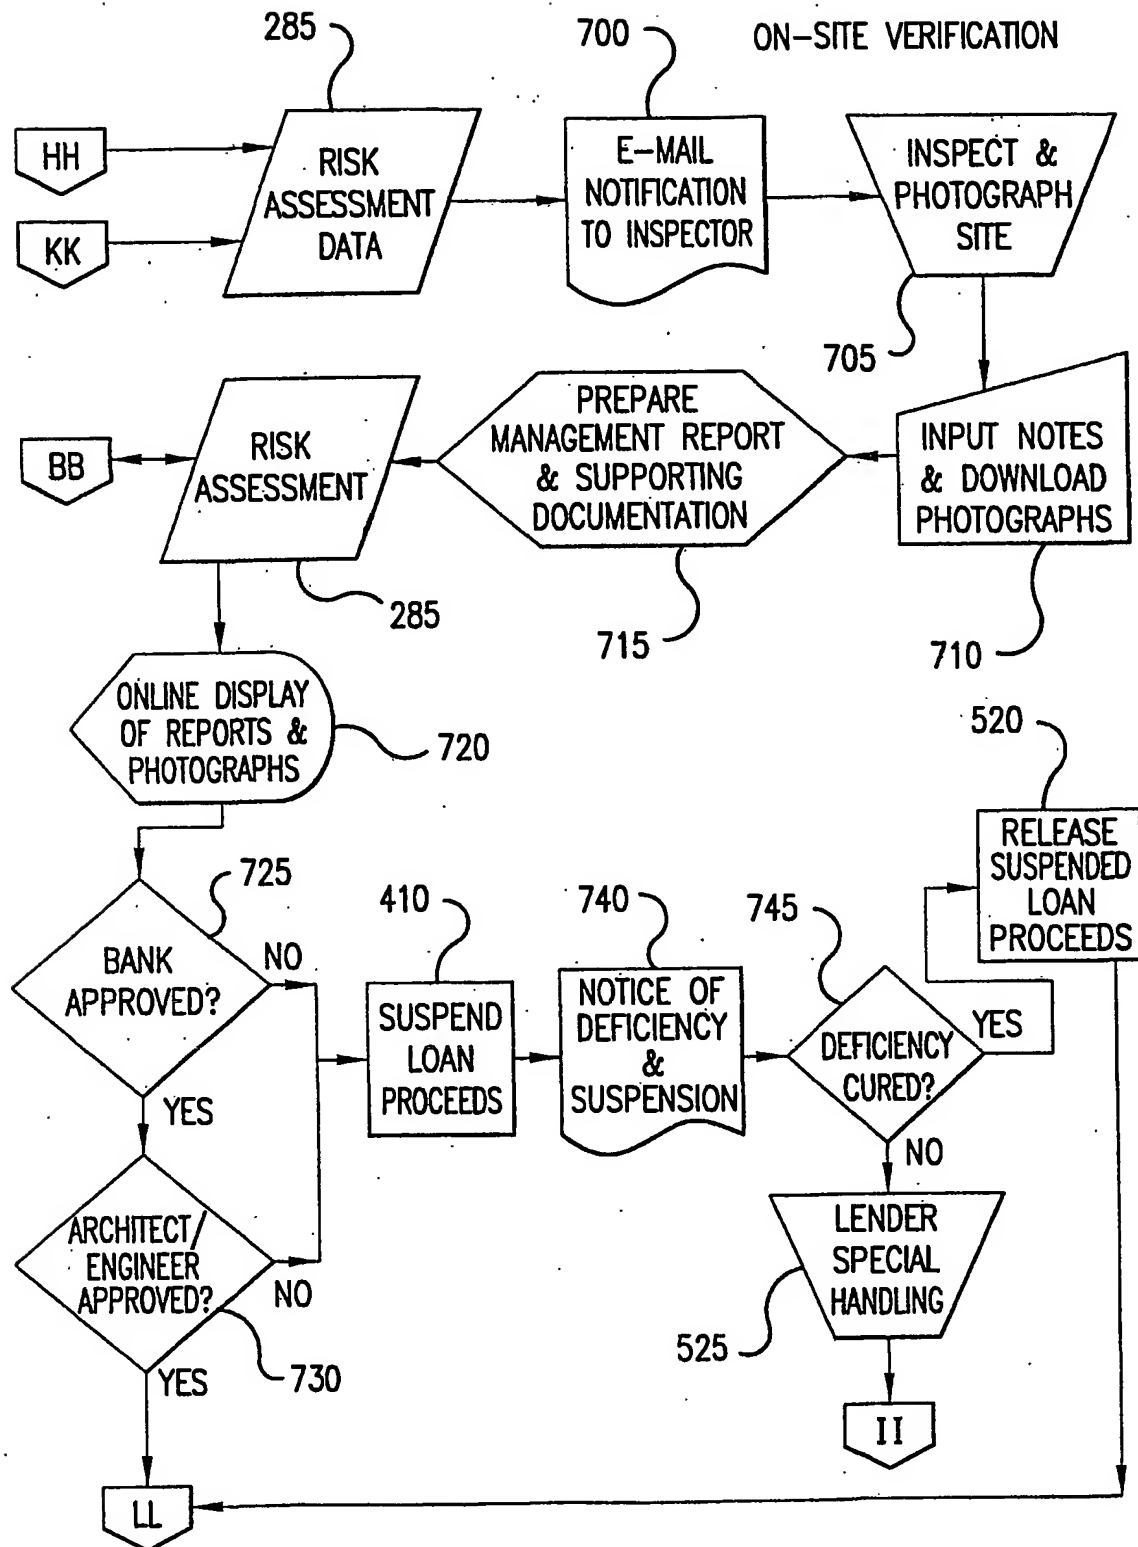 285
700
ON-SITE VERIFICATION
HH
KK
RISK
ASSESSMENT
DATA
E-MAIL
NOTIFICATION
TO INSPECTOR
INSPECT &
PHOTOGRAPH
SITE
705
BB
RISK
ASSESSMENT
285
PREPARE
MANAGEMENT REPORT
& SUPPORTING
DOCUMENTATION
715
INPUT NOTES
& DOWNLOAD
PHOTOGRAPHS
710
ONLINE DISPLAY
OF REPORTS &
PHOTOGRAPHS
720
520
RELEASE
SUSPENDED
LOAN
PROCEEDS
725
BANK
APPROVED?
NO
YES
410
SUSPEND
LOAN
PROCEEDS
740
NOTICE OF
DEFICIENCY
&
SUSPENSION
745
DEFICIENCY
CURED?
YES
NO
ARCHITECT/
ENGINEER
APPROVED?
NO
730
YES
LENDER
SPECIAL
HANDLING
525
II
LL